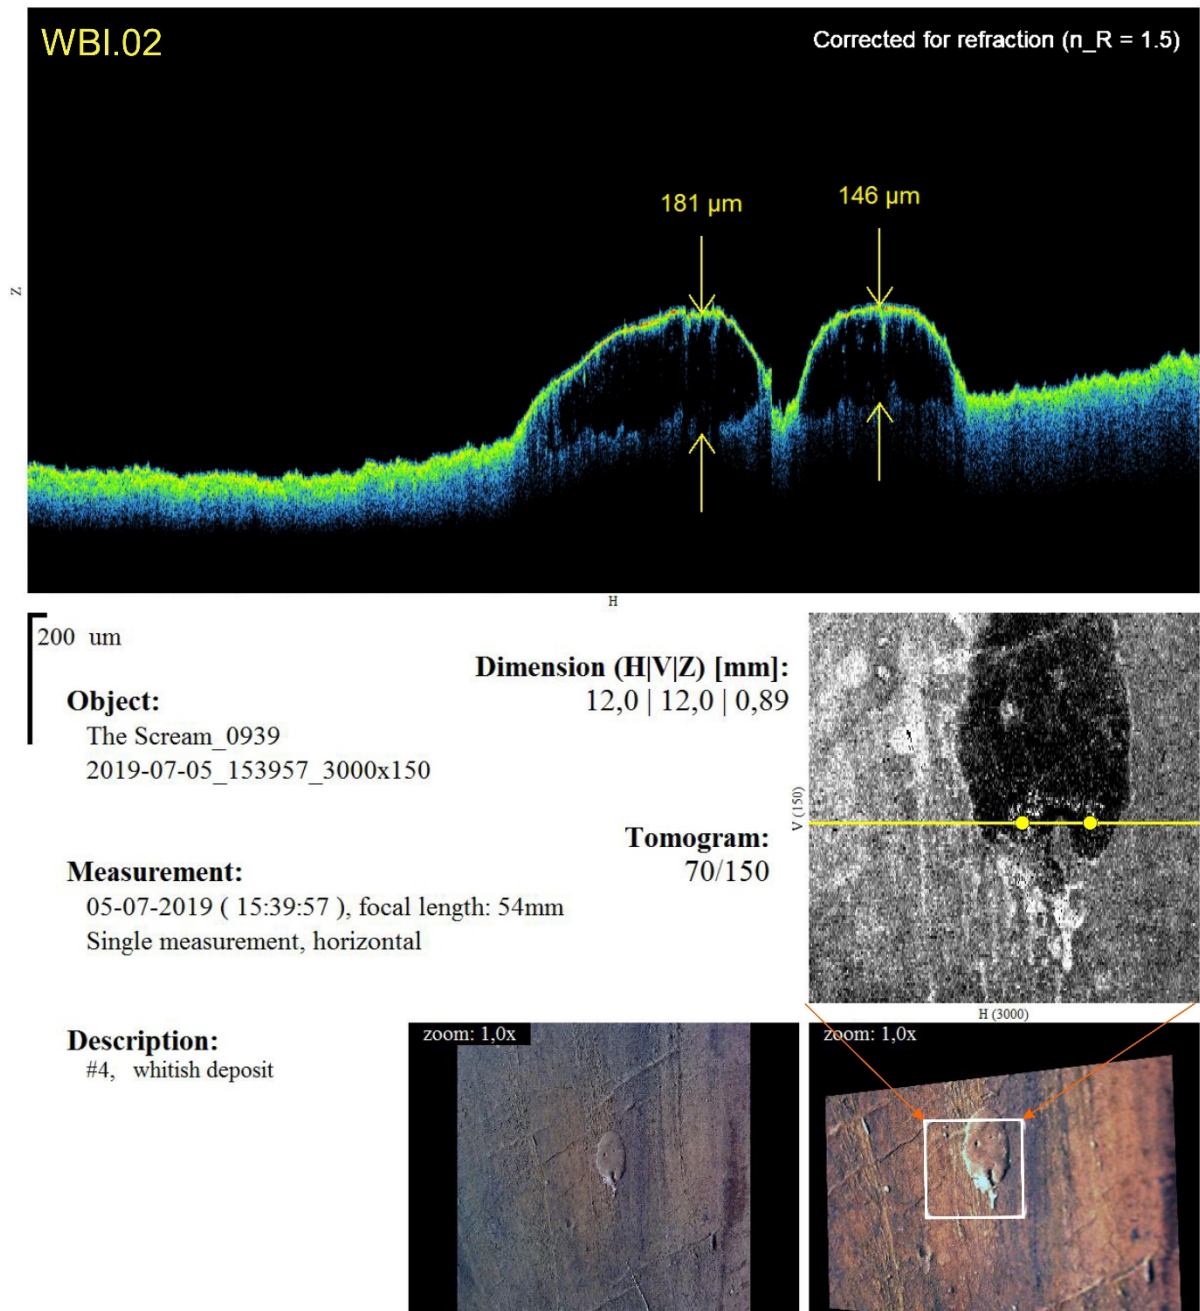 WBI.02
Corrected for refraction (n_R = 1.5)
181 µm
146 µm
Z
H
200 um
Dimension (H|V|Z) [mm]:
12,0 | 12,0 | 0,89
Object:
The Scream_0939
2019-07-05_153957_3000x150
V (150)
Tomogram:
70/150
Measurement:
05-07-2019 ( 15:39:57 ), focal length: 54mm
Single measurement, horizontal
H (3000)
Description:
#4, whitish deposit
zoom: 1,0x
zoom: 1,0x